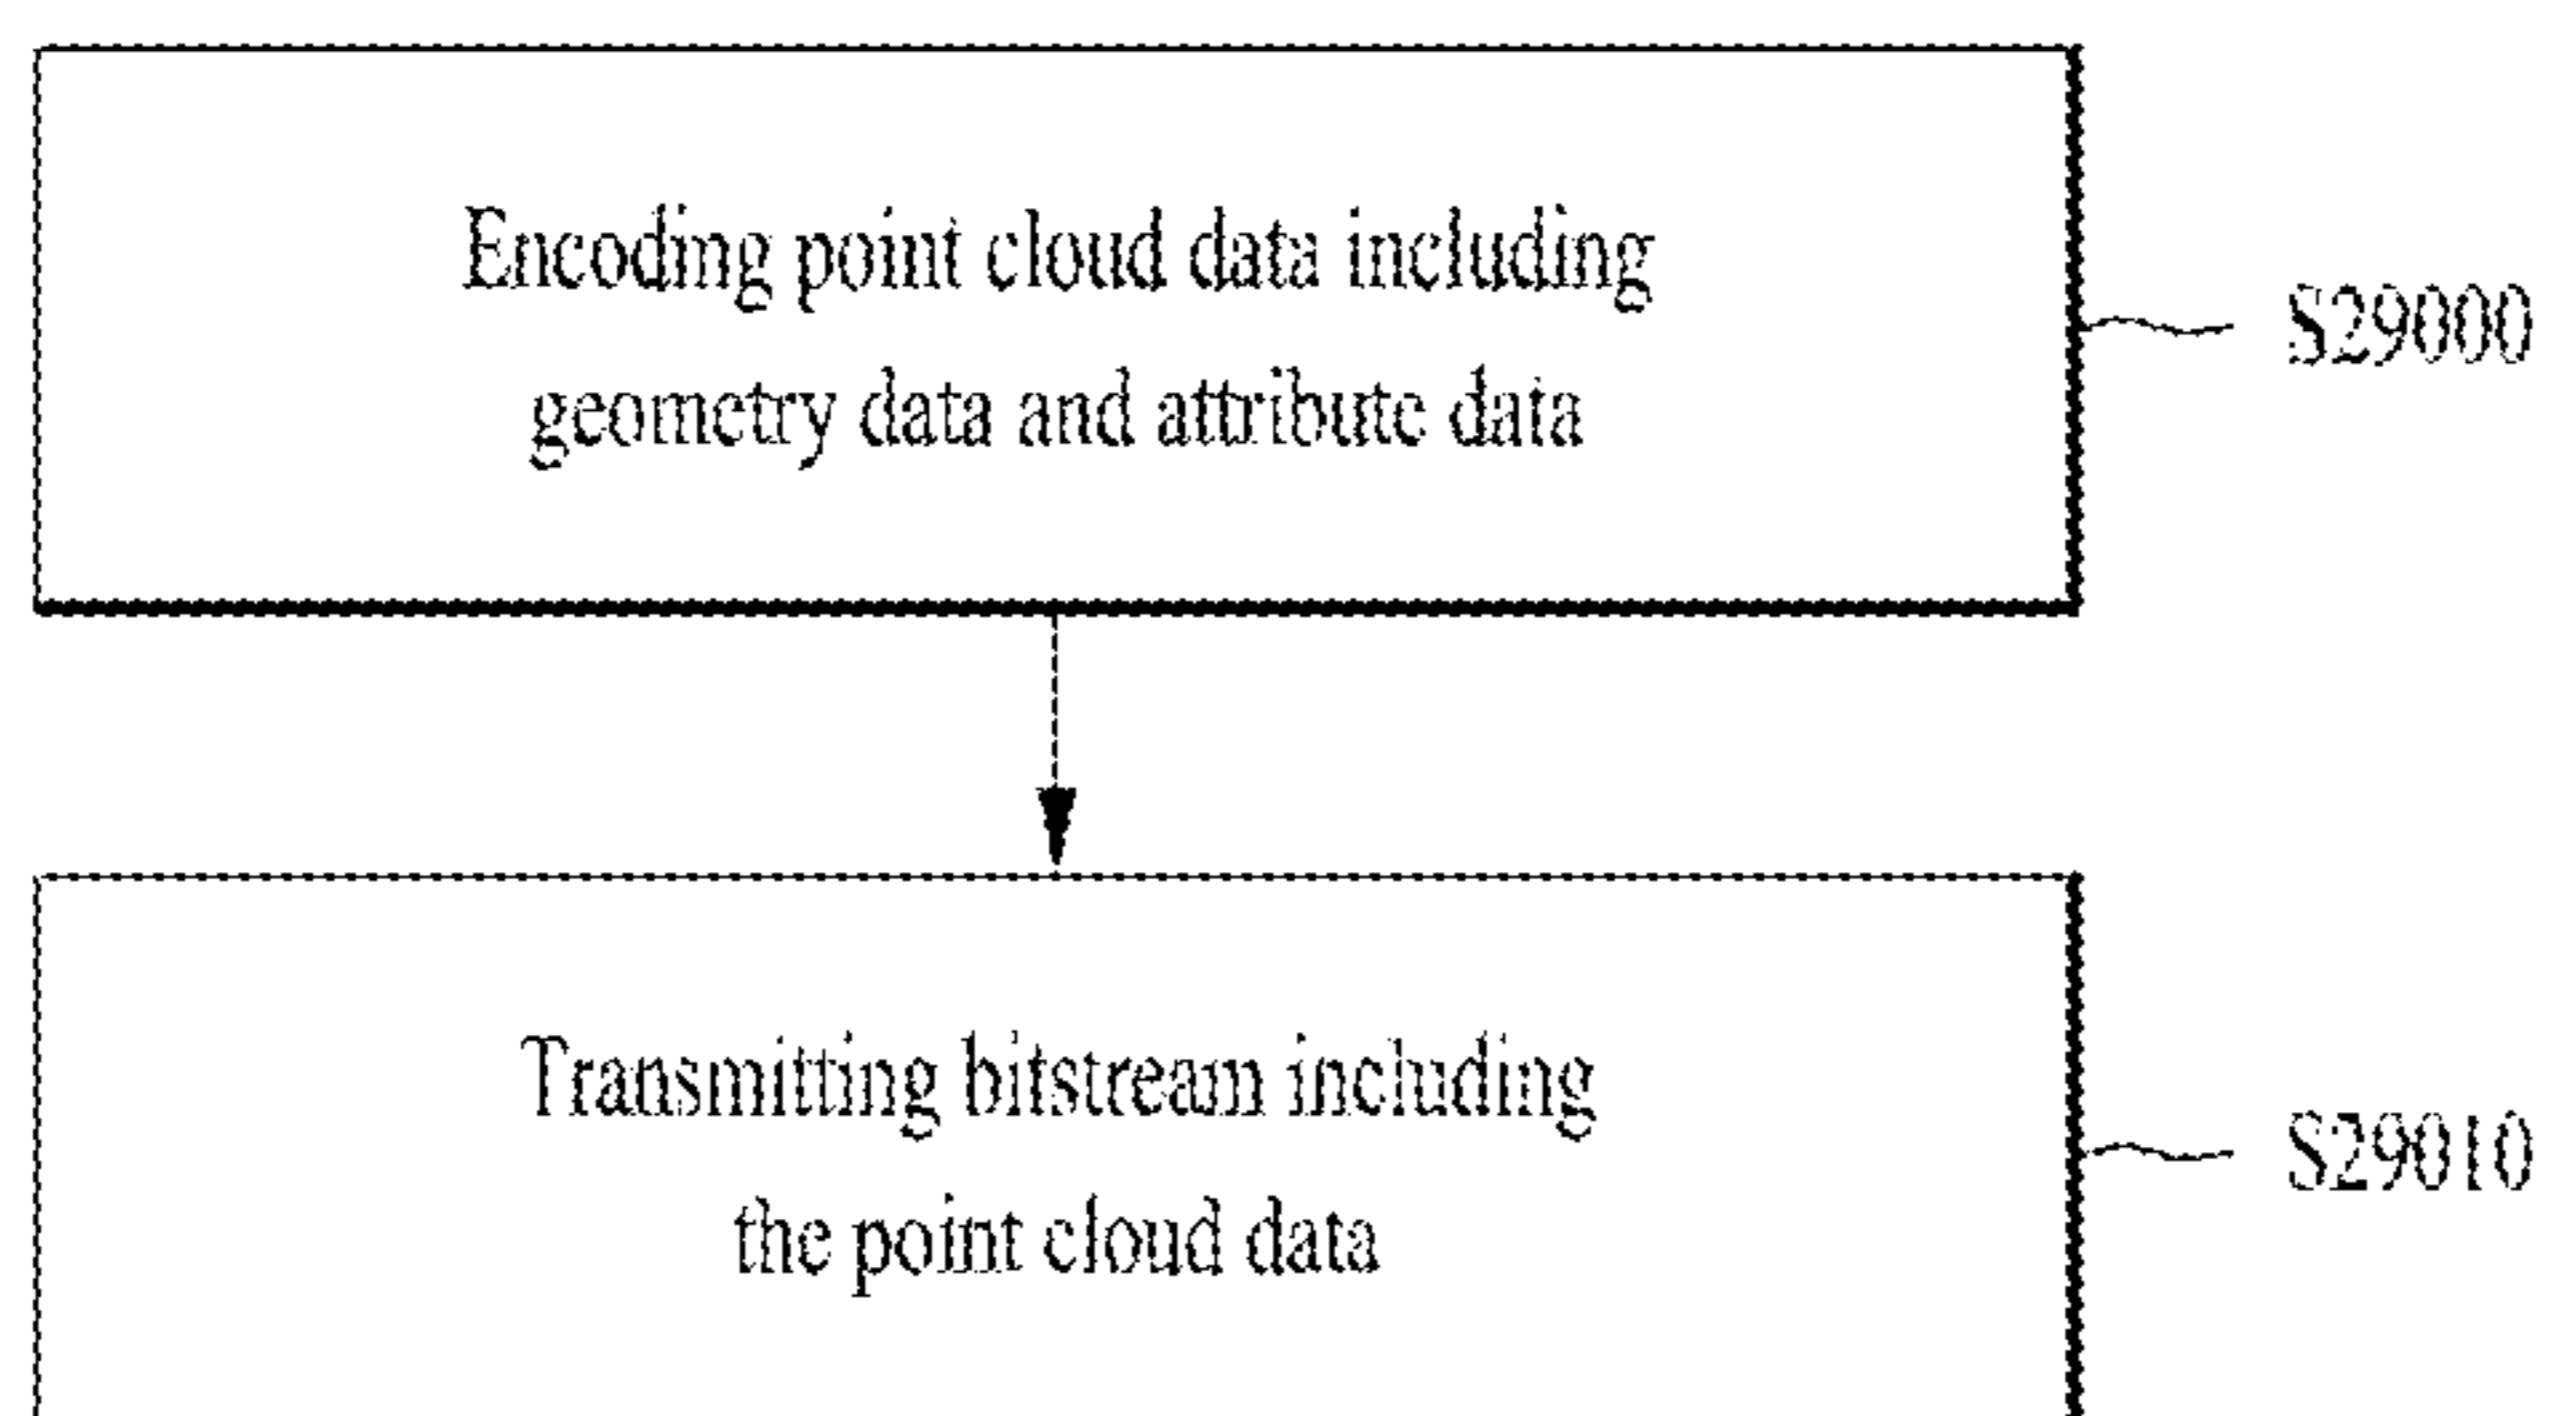 Encoding point cloud data including
geometry data and attribute data
S29000
Transmitting bitstream including
the point cloud data
S29010